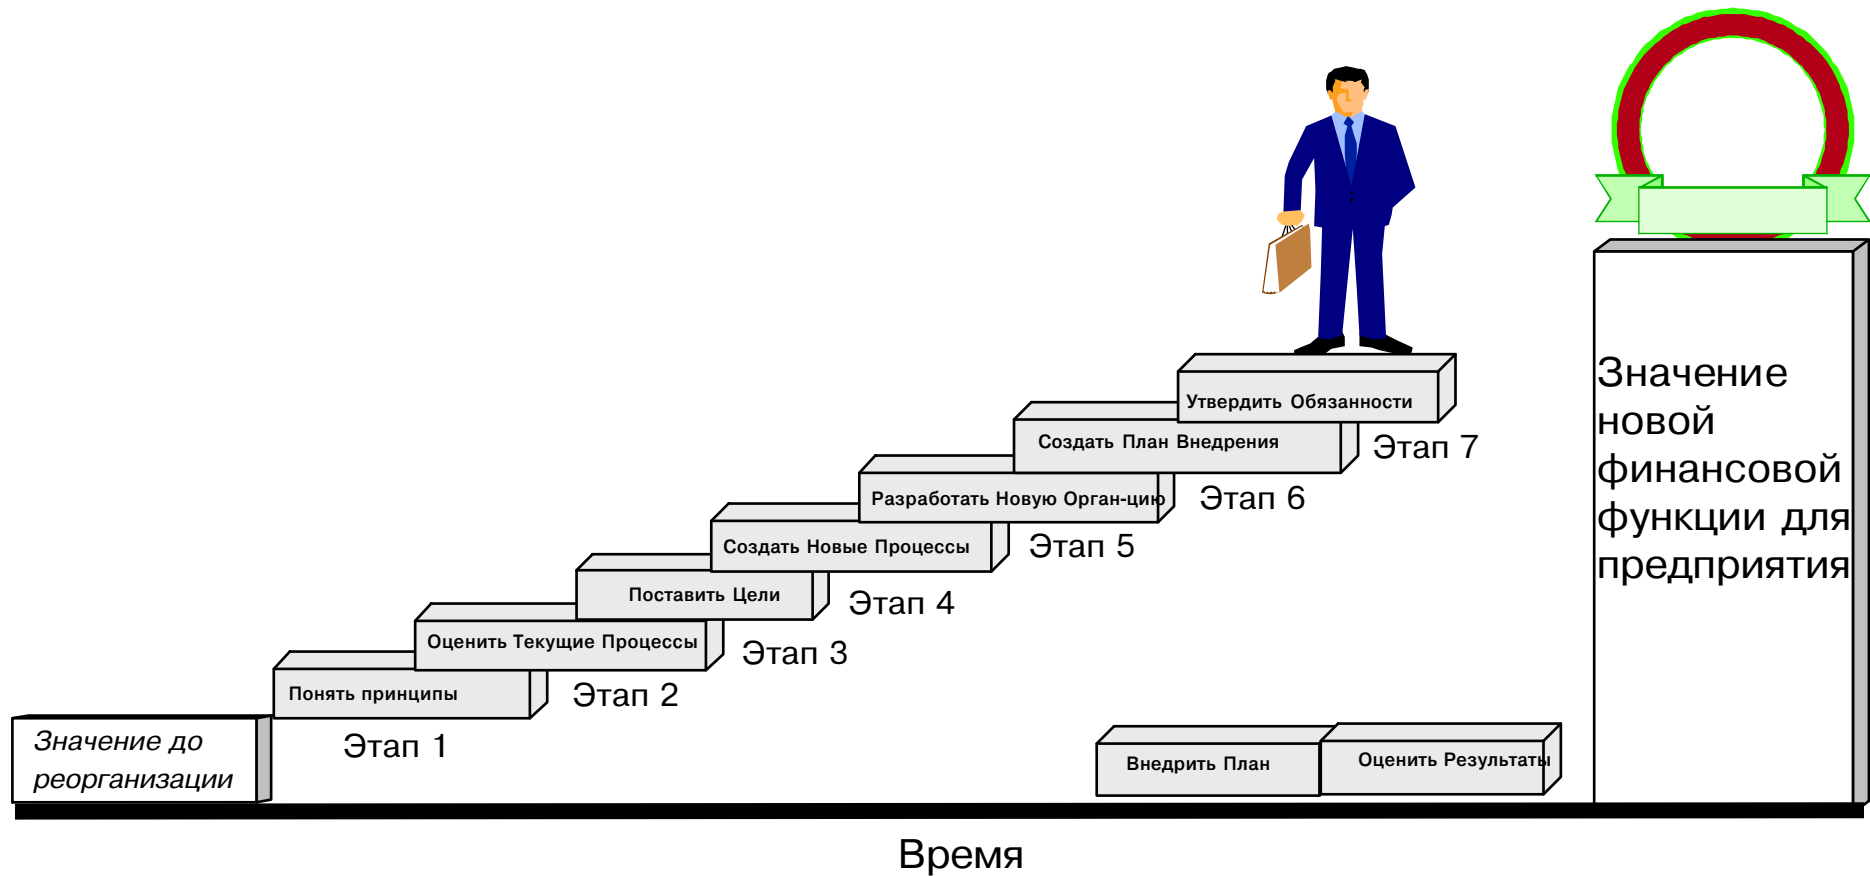 Утвердить Обязанности
Этап 7
Создать План Внедрения
Этап 6
Разработать Новую Орган-цию
Этап 5
Создать Новые Процессы
Этап 4
Поставить Цели
Этап 3
Оценить Текущие Процессы
Этап 2
Понять принципы
Этап 1
Значение до
реорганизации
Внедрить План
Оценить Результаты
Значение
новой
финансовой
функции для
предприятия
Время